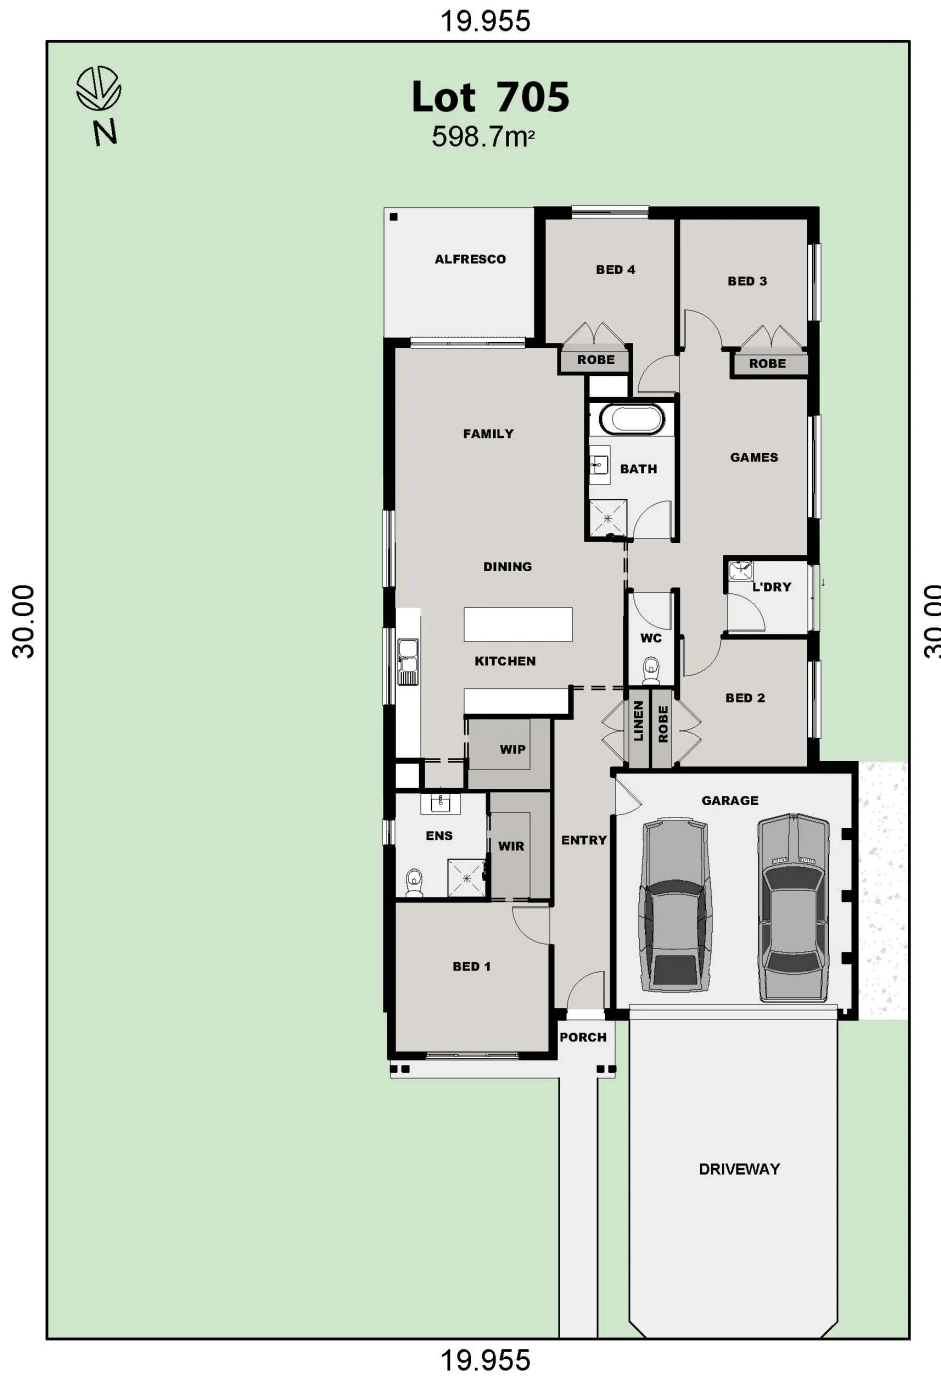 19.955
Lot 705
598.7m²
N
ALFRESCO
BED 4
BED 3
ROBE
ROBE
FAMILY
GAMES
BATH
DINING
L'DRY
30.00
30.00
WC
KITCHEN
BED 2
LINEN
ROBE
WIP
GARAGE
ENS
WIR
ENTRY
BED 1
PORCH
DRIVEWAY
19.955